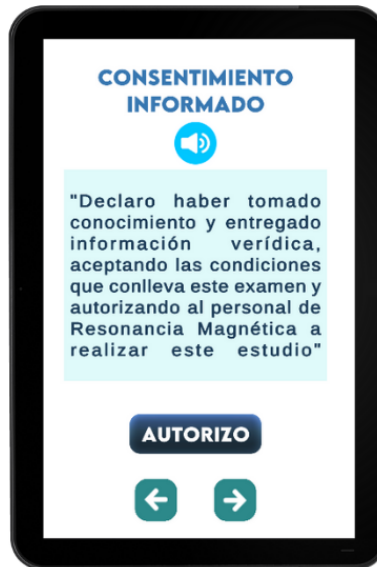 CONSENTIMIENTO
INFORMADO
"Declaro haber tomado
conocimiento y entregado
información verídica,
aceptando las condiciones
que conlleva este examen y
autorizando al personal de
Resonancia Magnética a
realizar este estudio"
AUTORIZO